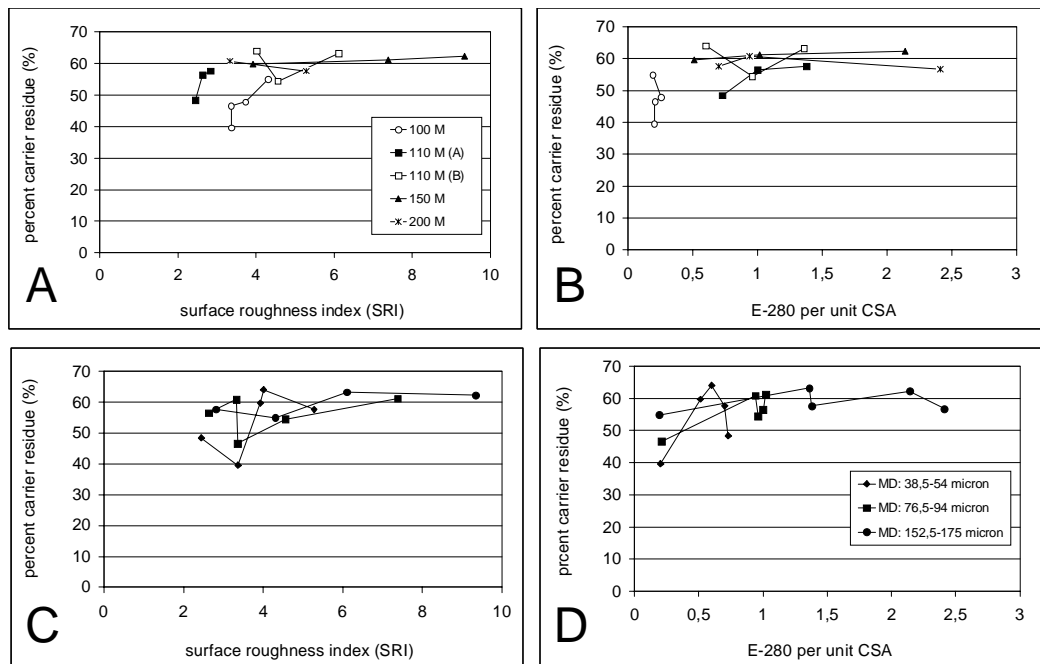 70
60
50
40
30
20
10
0
percent carrier residue (%)
100 M
110 M (A)
110 M (B)
150 M
200 M
0 2 4 6 8 10
surface roughness index (SRI)
A
70
60
50
40
30
20
10
0
percent carrier residue (%)
0 0,5 1 1,5 2 2,5 3
E-280 per unit CSA
B
70
60
50
40
30
20
10
0
percent carrier residue (%)
0 2 4 6 8 10
surface roughness index (SRI)
C
70
60
50
40
30
20
10
0
prcent carrier residue (%)
MD: 38,5-54 micron
MD: 76,5-94 micron
MD: 152,5-175 micron
0 0,5 1 1,5 2 2,5 3
E-280 per unit CSA
D